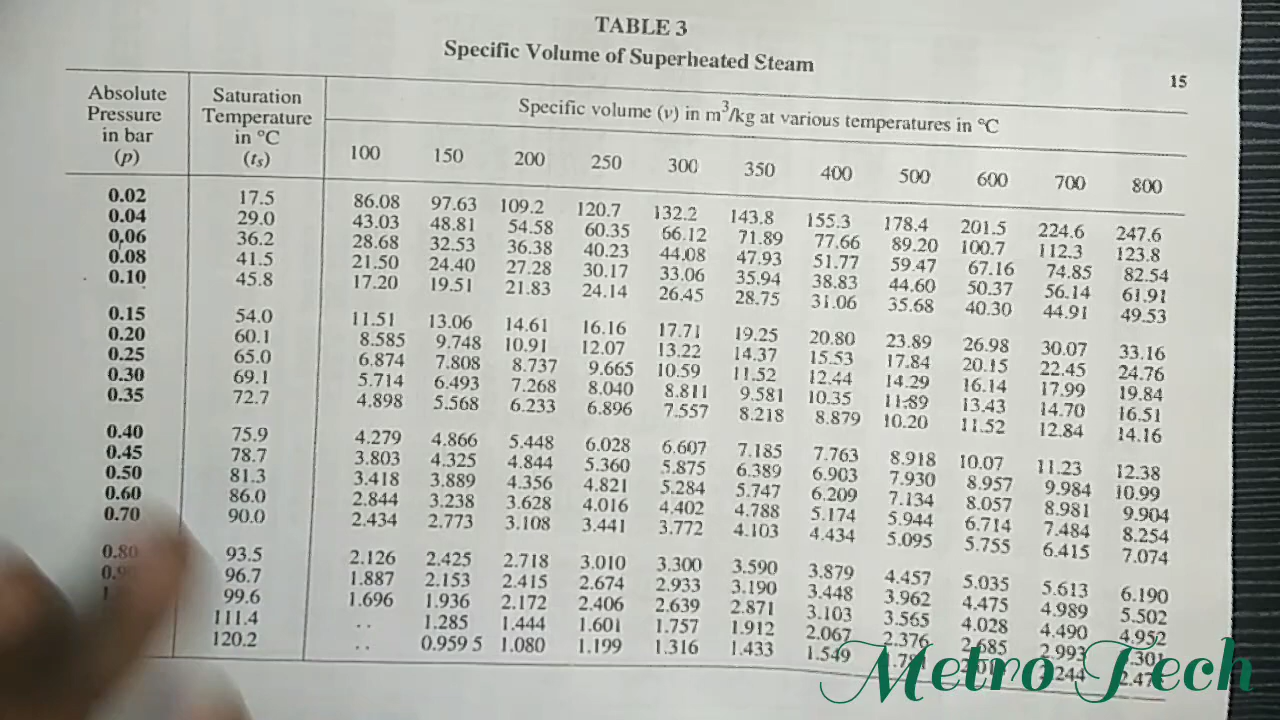 TABLE 3
Specific Volume of Superheated Steam
15
Absolute Pressure in bar (p) Saturation Temperature in °C (ts) Specific volume (v) in m³/kg at various temperatures in °C
100 150 200 250 300 350 400 500 600 700 800
0.02 17.5 86.08 97.63 109.2 120.7 132.2 143.8 155.3 178.4 201.5 224.6 247.6
0.04 29.0 43.03 48.81 54.58 60.35 66.12 71.89 77.66 89.20 100.7 112.3 123.8
0.06 36.2 28.68 32.53 36.38 40.23 44.08 47.93 51.77 59.47 67.16 74.85 82.54
0.08 41.5 21.50 24.40 27.28 30.17 33.06 35.94 38.83 44.60 50.37 56.14 61.91
0.10 45.8 17.20 19.51 21.83 24.14 26.45 28.75 31.06 35.68 40.30 44.91 49.53
0.15 54.0 11.51 13.06 14.61 16.16 17.71 19.25 20.80 23.89 26.98 30.07 33.16
0.20 60.1 8.585 9.748 10.91 12.07 13.22 14.37 15.53 17.84 20.15 22.45 24.76
0.25 65.0 6.874 7.808 8.737 9.665 10.59 11.52 12.44 14.29 16.14 17.99 19.84
0.30 69.1 5.714 6.493 7.268 8.040 8.811 9.581 10.35 11.89 13.43 14.70 16.51
0.35 72.7 4.898 5.568 6.233 6.896 7.557 8.218 8.879 10.20 11.52 12.84 14.16
0.40 75.9 4.279 4.866 5.448 6.028 6.607 7.185 7.763 8.918 10.07 11.23 12.38
0.45 78.7 3.803 4.325 4.844 5.360 5.875 6.389 6.903 7.930 8.957 9.984 10.99
0.50 81.3 3.418 3.889 4.356 4.821 5.284 5.747 6.209 7.134 8.057 8.981 9.904
0.60 86.0 2.844 3.238 3.628 4.016 4.402 4.788 5.174 5.944 6.714 7.484 8.254
0.70 90.0 2.434 2.773 3.108 3.441 3.772 4.103 4.434 5.095 5.755 6.415 7.074
0.80 93.5 2.126 2.425 2.718 3.010 3.300 3.590 3.879 4.457 5.035 5.613 6.190
96.7 1.887 2.153 2.415 2.674 2.933 3.190 3.448 3.962 4.475 4.989 5.502
99.6 1.696 1.936 2.172 2.406 2.639 2.871 3.103 3.565 4.028 4.490 4.952
111.4 .. 1.285 1.444 1.601 1.757 1.912 2.067 2.376 2.685 2.993
120.2 .. 0.959 5 1.080 1.199 1.316 1.433 1.549
Metro Tech